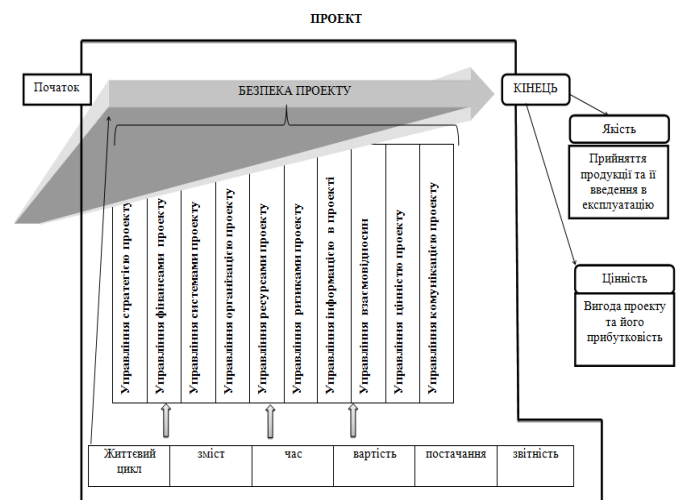 ПРОЕКТ
Початок
БЕЗПЕКА ПРОЕКТУ
КІНЕЦЬ
Якість
Прийняття
продукції та її
введення в
експлуатацію
Цінність
Вигода проекту
та його
прибутковість
Управління стратегією проекту
Управління фінансами проекту
Управління системами проекту
Управління організацією проекту
Управління ресурсами проекту
Управління ризиками проекту
Управління інформацією в проекті
Управління взаємовідносин
Управління цінністю проекту
Управління комунікацією проекту
Життєвий
цикл
зміст
час
вартість
постачання
звітність